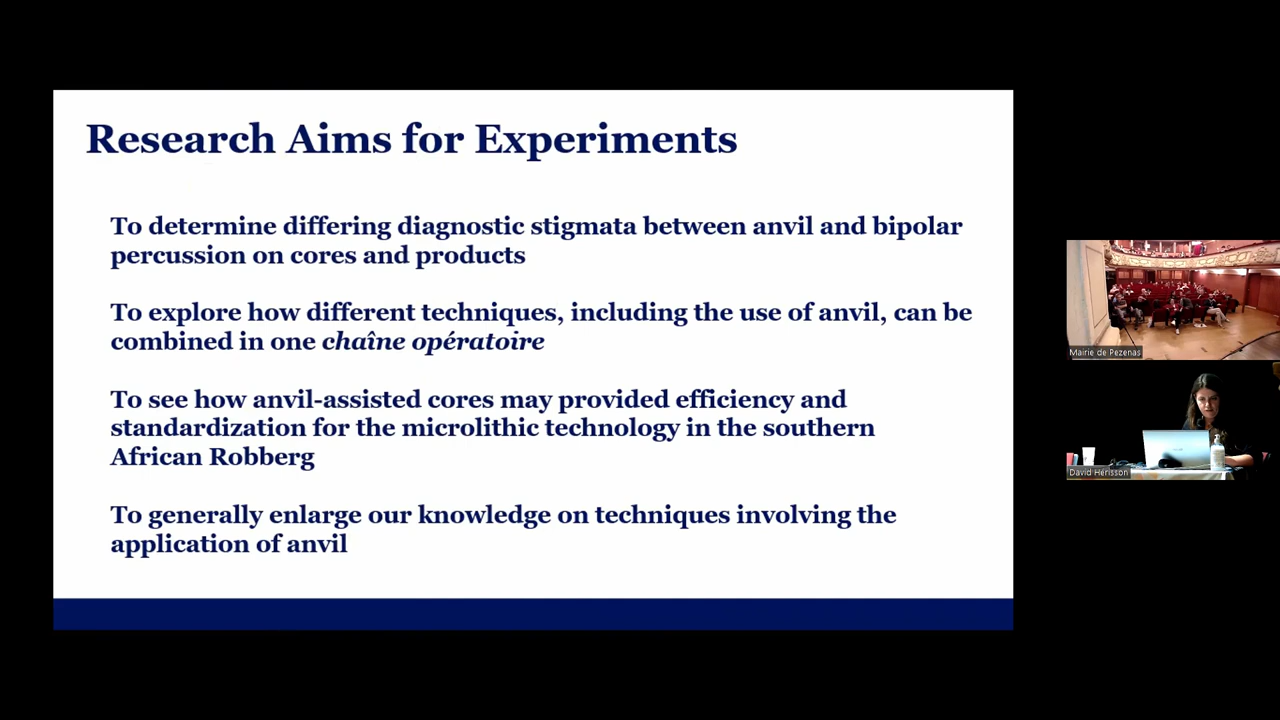 Research Aims for Experiments
To determine differing diagnostic stigmata between anvil and bipolar
percussion on cores and products
To explore how different techniques, including the use of anvil, can be
combined in one chaîne opératoire
To see how anvil-assisted cores may provided efficiency and
standardization for the microlithic technology in the southern
African Robberg
To generally enlarge our knowledge on techniques involving the
application of anvil
Mairie de Pezenas
David Hérisson